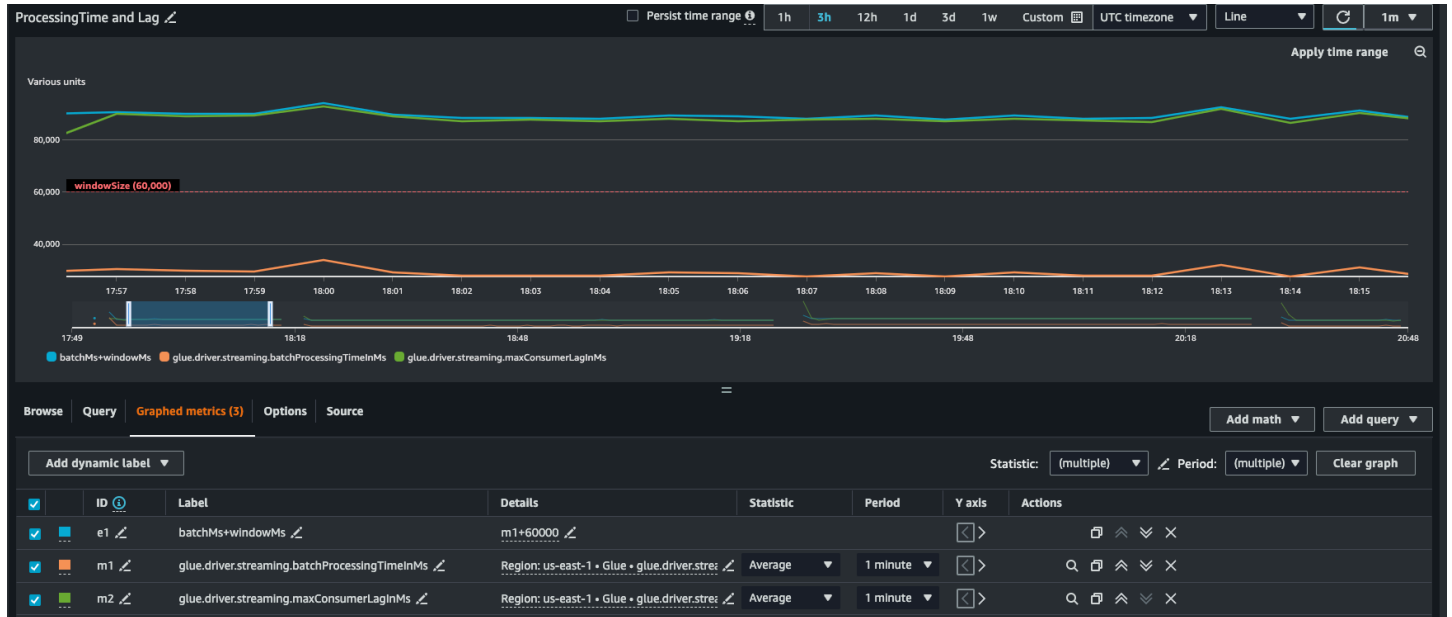 ProcessingTime and Lag
Persist time range 1h 3h 12h 1d 3d 1w Custom UTC timezone Line 1m
Apply time range
Various units
80,000
windowSize (60,000)
60,000
40,000
17:57 17:58 17:59 18:00 18:01 18:02 18:03 18:04 18:05 18:06 18:07 18:08 18:09 18:10 18:11 18:12 18:13 18:14 18:15
17:49 18:18 18:48 19:18 19:48 20:18 20:48
batchMs+windowMs glue.driver.streaming.batchProcessingTimeInMs glue.driver.streaming.maxConsumerLagInMs
Browse Query Graphed metrics (3) Options Source
Add math Add query
Add dynamic label Statistic: (multiple) Period: (multiple) Clear graph
ID Label Details Statistic Period Y axis Actions
e1 batchMs+windowMs m1+60000
m1 glue.driver.streaming.batchProcessingTimeInMs Region: us-east-1 • Glue • glue.driver.strea Average 1 minute
m2 glue.driver.streaming.maxConsumerLagInMs Region: us-east-1 • Glue • glue.driver.strea Average 1 minute